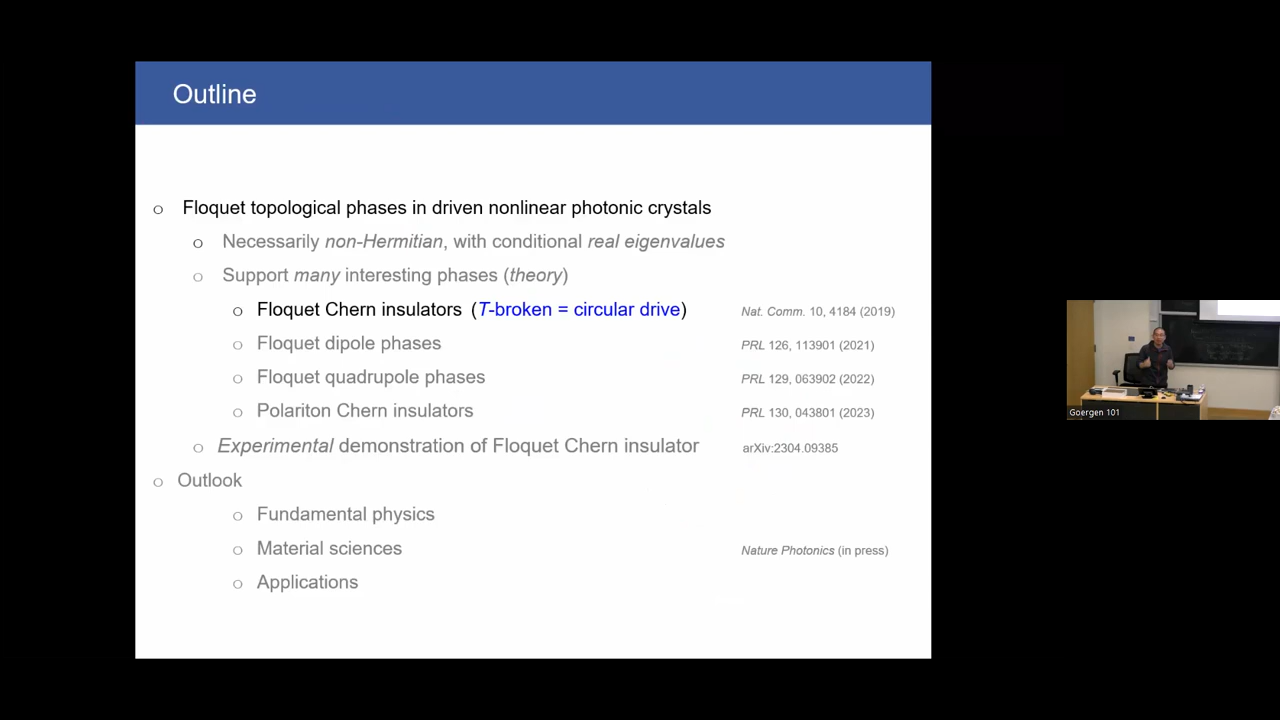 Outline
o Floquet topological phases in driven nonlinear photonic crystals
o Necessarily non-Hermitian, with conditional real eigenvalues
o Support many interesting phases (theory)
o Floquet Chern insulators (T-broken = circular drive) Nat. Comm. 10, 4184 (2019)
o Floquet dipole phases PRL 126, 113901 (2021)
o Floquet quadrupole phases PRL 129, 063902 (2022)
o Polariton Chern insulators PRL 130, 043801 (2023)
o Experimental demonstration of Floquet Chern insulator arXiv:2304.09385
o Outlook
o Fundamental physics
o Material sciences Nature Photonics (in press)
o Applications
Goergen 101